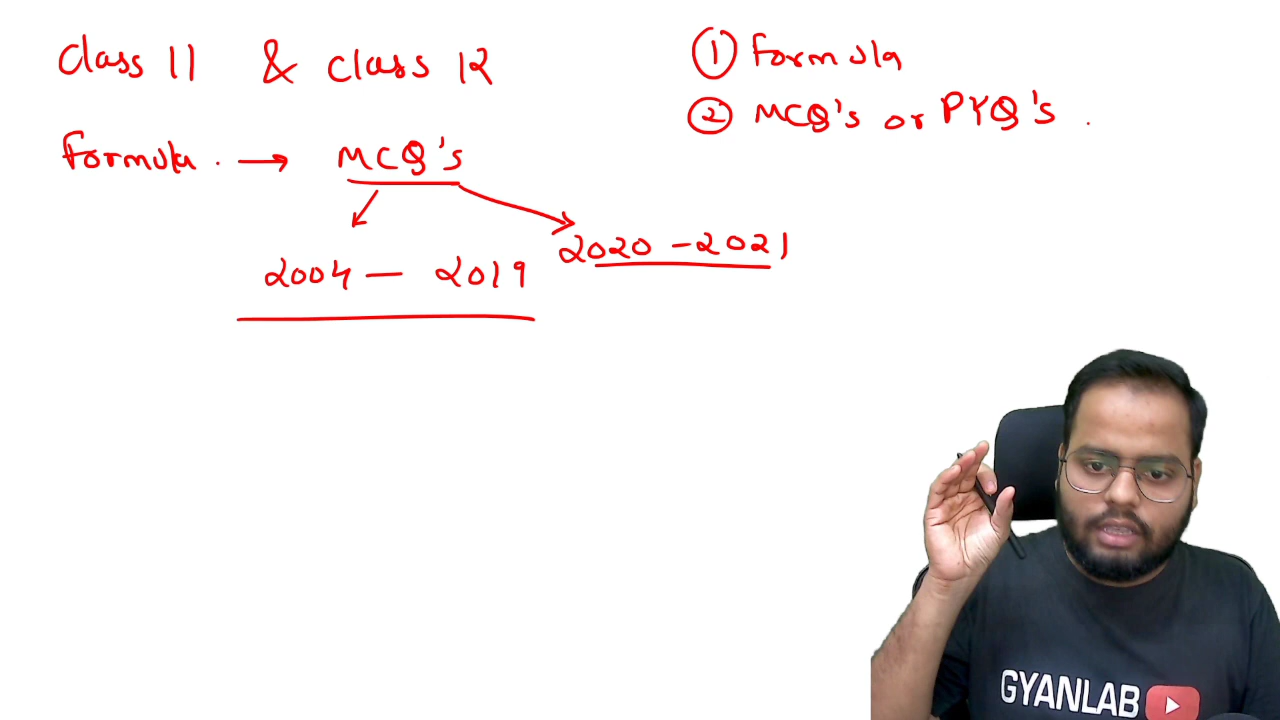 Class 11 & class 12
① formula
② MCQ's or PYQ's .
formula . → MCQ's
2004 — 2019
2020 - 2021
GYANLAB